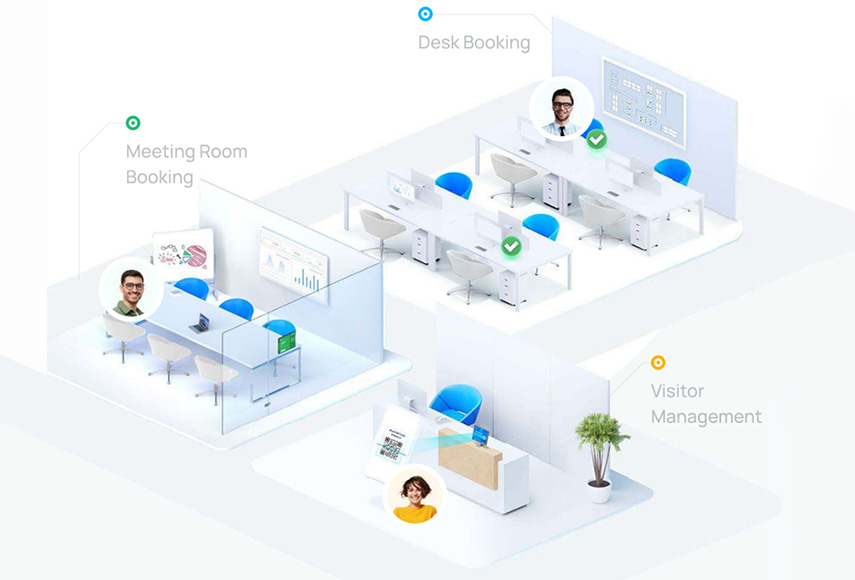 Desk Booking
Meeting Room
Booking
Visitor
Management